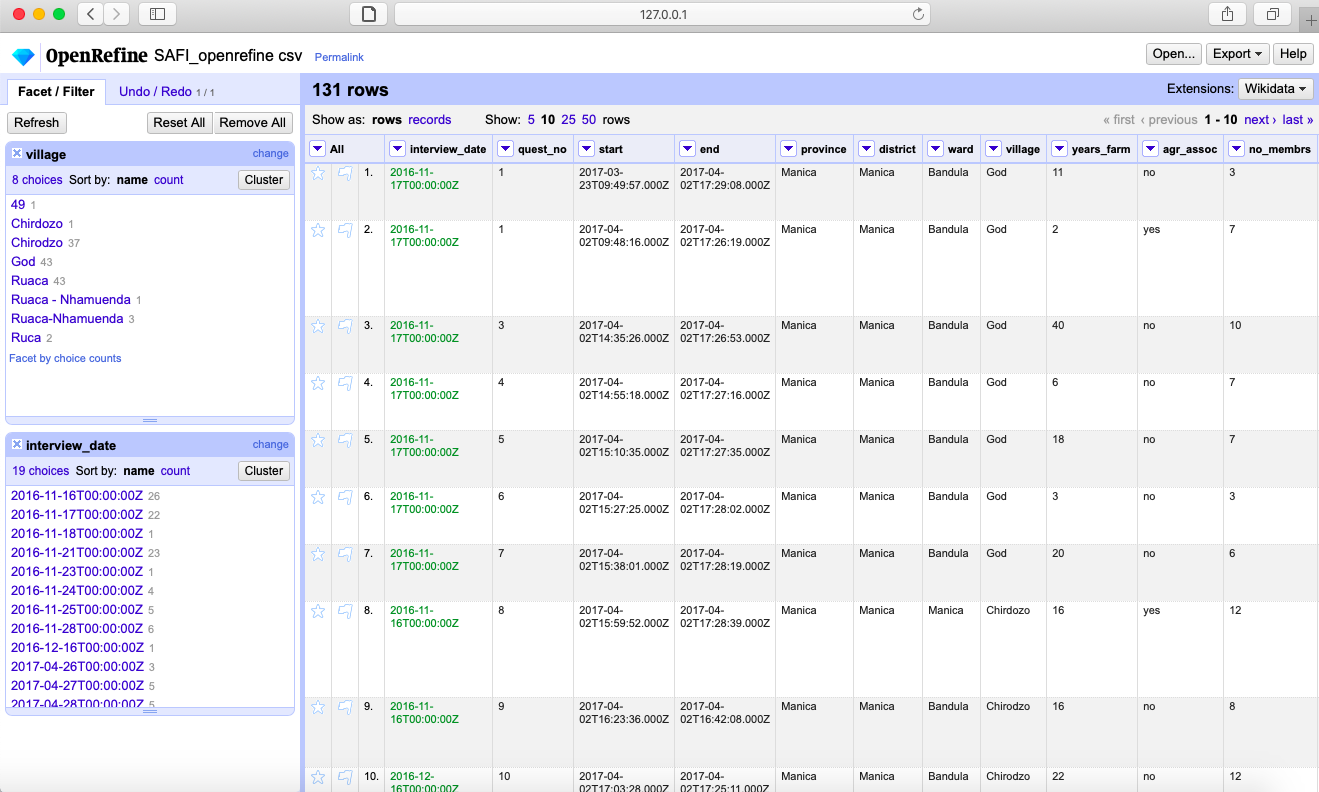 127.0.0.1
OpenRefine SAFI_openrefine csv Permalink
Open... Export Help
Facet / Filter Undo / Redo 1 / 1
131 rows
Extensions: Wikidata
Refresh Reset All Remove All
Show as: rows records Show: 5 10 25 50 rows
« first ‹ previous 1 - 10 next › last »
village change
8 choices Sort by: name count Cluster
49 1
Chirdozo 1
Chirodzo 37
God 43
Ruaca 43
Ruaca - Nhamuenda 1
Ruaca-Nhamuenda 3
Ruca 2
Facet by choice counts
interview_date change
19 choices Sort by: name count Cluster
2016-11-16T00:00:00Z 26
2016-11-17T00:00:00Z 22
2016-11-18T00:00:00Z 1
2016-11-21T00:00:00Z 23
2016-11-23T00:00:00Z 1
2016-11-24T00:00:00Z 4
2016-11-25T00:00:00Z 5
2016-11-28T00:00:00Z 6
2016-12-16T00:00:00Z 1
2017-04-26T00:00:00Z 3
2017-04-27T00:00:00Z 5
2017-04-28T00:00:00Z 5
All interview_date quest_no start end province district ward village years_farm agr_assoc no_membrs
1. 2016-11- 1 2017-03- 2017-04- Manica Manica Bandula God 11 no 3
17T00:00:00Z 23T09:49:57.000Z 02T17:29:08.000Z
2. 2016-11- 1 2017-04- 2017-04- Manica Manica Bandula God 2 yes 7
17T00:00:00Z 02T09:48:16.000Z 02T17:26:19.000Z
3. 2016-11- 3 2017-04- 2017-04- Manica Manica Bandula God 40 no 10
17T00:00:00Z 02T14:35:26.000Z 02T17:26:53.000Z
4. 2016-11- 4 2017-04- 2017-04- Manica Manica Bandula God 6 no 7
17T00:00:00Z 02T14:55:18.000Z 02T17:27:16.000Z
5. 2016-11- 5 2017-04- 2017-04- Manica Manica Bandula God 18 no 7
17T00:00:00Z 02T15:10:35.000Z 02T17:27:35.000Z
6. 2016-11- 6 2017-04- 2017-04- Manica Manica Bandula God 3 no 3
17T00:00:00Z 02T15:27:25.000Z 02T17:28:02.000Z
7. 2016-11- 7 2017-04- 2017-04- Manica Manica Bandula God 20 no 6
17T00:00:00Z 02T15:38:01.000Z 02T17:28:19.000Z
8. 2016-11- 8 2017-04- 2017-04- Manica Manica Manica Chirdozo 16 yes 12
16T00:00:00Z 02T15:59:52.000Z 02T17:28:39.000Z
9. 2016-11- 9 2017-04- 2017-04- Manica Manica Bandula Chirodzo 16 no 8
16T00:00:00Z 02T16:23:36.000Z 02T16:42:08.000Z
10. 2016-12- 10 2017-04- 2017-04- Manica Manica Bandula Chirodzo 22 no 12
16T00:00:00Z 02T17:03:28.000Z 02T17:25:11.000Z